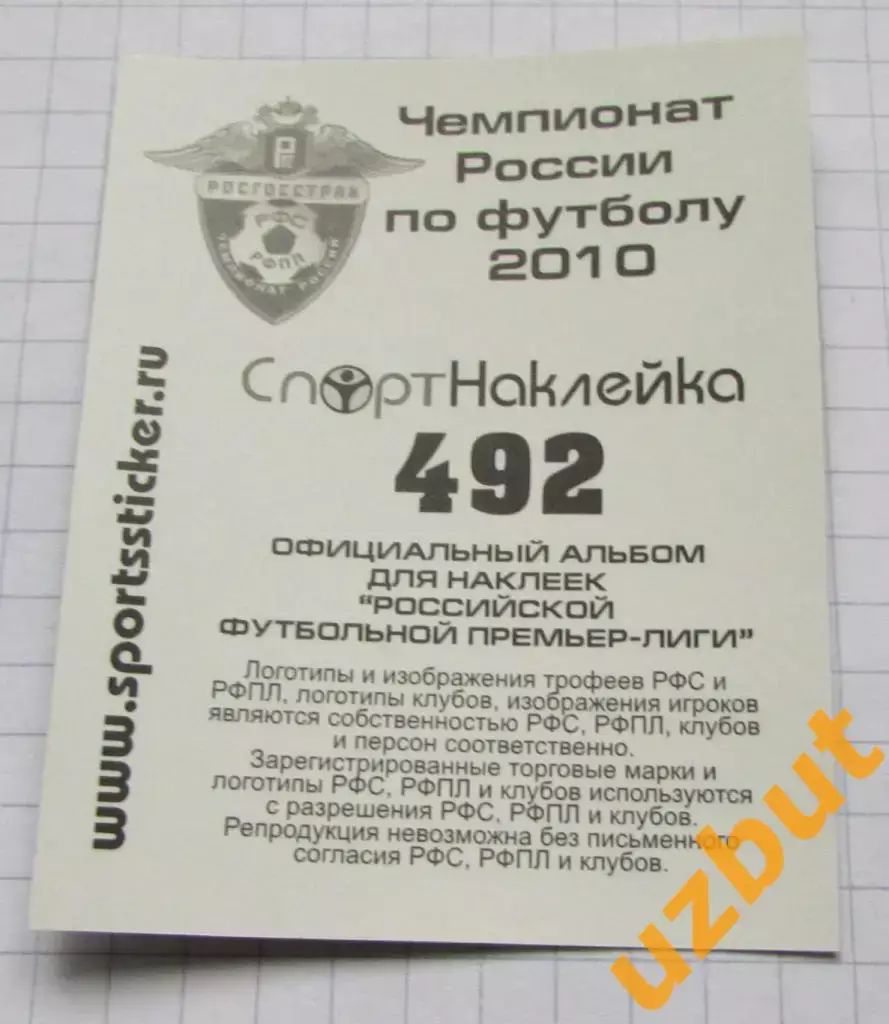 Чемпионат
России
по футболу
2010
РОСГОССТРАХ
РФС
РФПЛ
ЧЕМПИОНАТ РОССИИ
СпортНаклейка
492
ОФИЦИАЛЬНЫЙ АЛЬБОМ
ДЛЯ НАКЛЕЕК
"РОССИЙСКОЙ
ФУТБОЛЬНОЙ ПРЕМЬЕР-ЛИГИ"
Логотипы и изображения трофеев РФС и
РФПЛ, логотипы клубов, изображения игроков
являются собственностью РФС, РФПЛ, клубов
и персон соответственно.
Зарегистрированные торговые марки и
логотипы РФС, РФПЛ и клубов используются
с разрешения РФС, РФПЛ и клубов.
Репродукция невозможна без письменного
согласия РФС, РФПЛ и клубов.
www.sportssticker.ru
uzbut